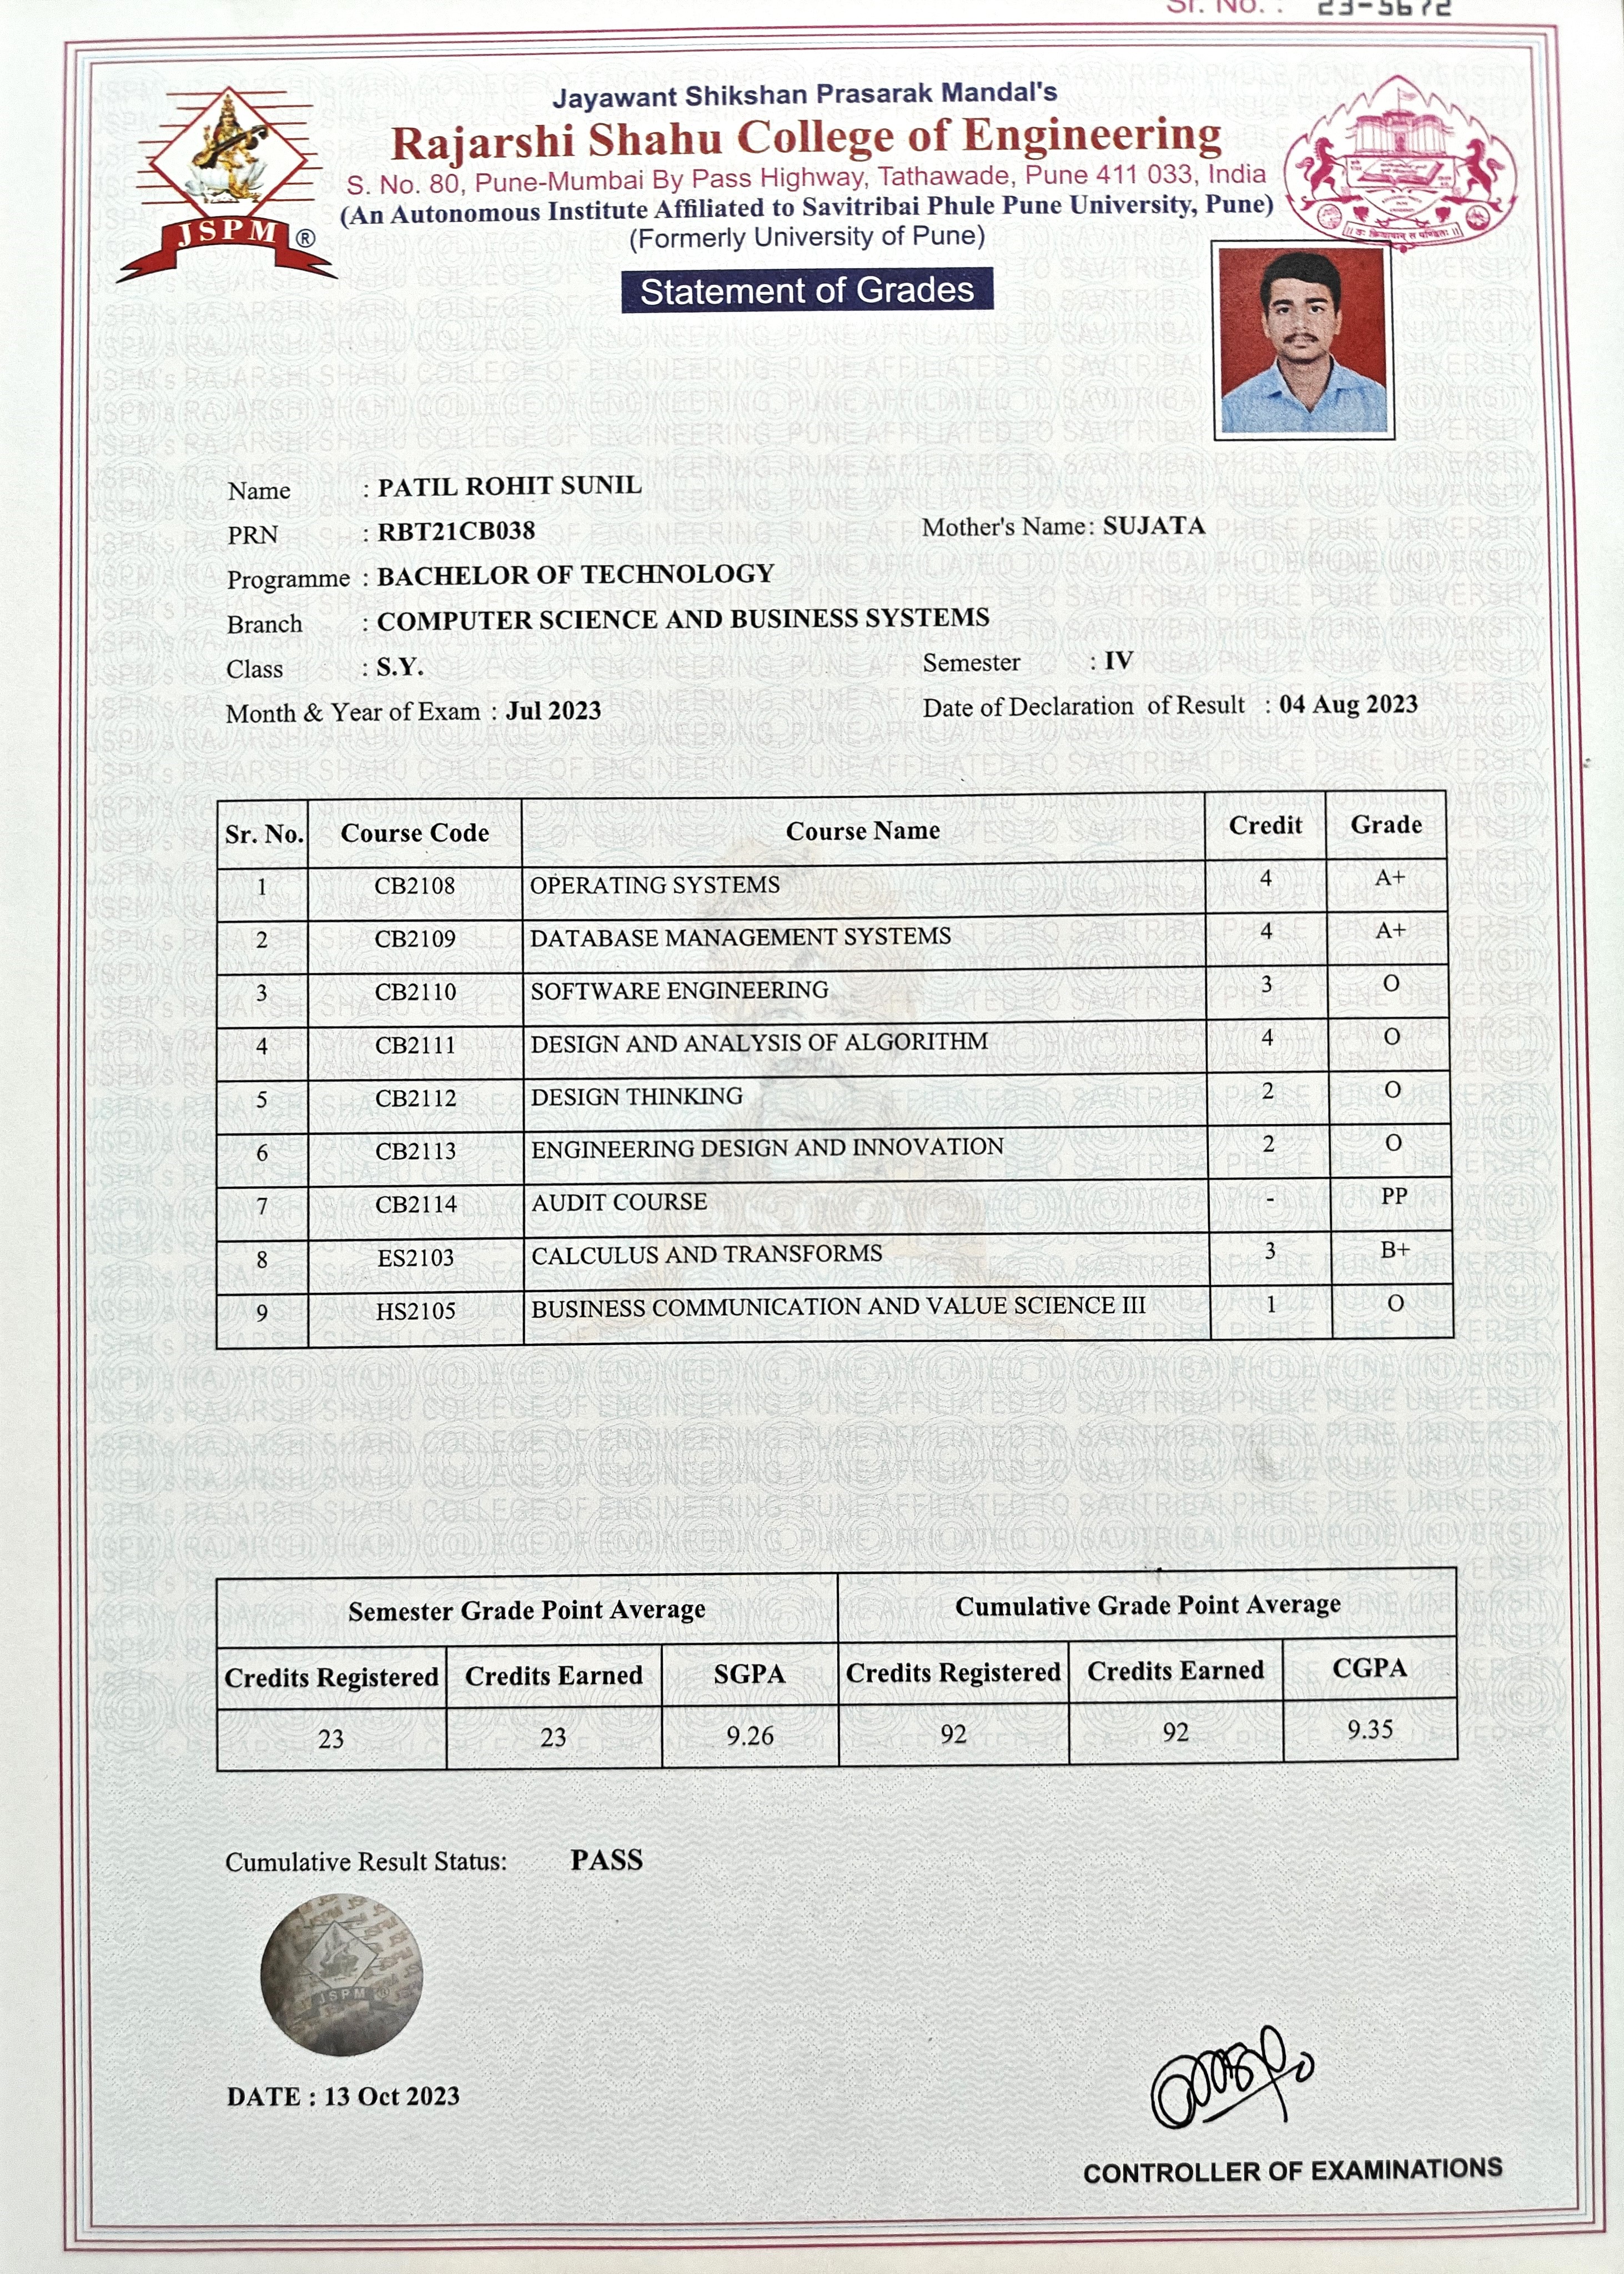 Sr. No. : 23-5672
Jayawant Shikshan Prasarak Mandal's
Rajarshi Shahu College of Engineering
S. No. 80, Pune-Mumbai By Pass Highway, Tathawade, Pune 411 033, India
(An Autonomous Institute Affiliated to Savitribai Phule Pune University, Pune)
(Formerly University of Pune)
JSPM ®
Statement of Grades
Name : PATIL ROHIT SUNIL
PRN : RBT21CB038 Mother's Name: SUJATA
Programme : BACHELOR OF TECHNOLOGY
Branch : COMPUTER SCIENCE AND BUSINESS SYSTEMS
Class : S.Y. Semester : IV
Month & Year of Exam : Jul 2023 Date of Declaration of Result : 04 Aug 2023
Sr. No. Course Code Course Name Credit Grade
1 CB2108 OPERATING SYSTEMS 4 A+
2 CB2109 DATABASE MANAGEMENT SYSTEMS 4 A+
3 CB2110 SOFTWARE ENGINEERING 3 O
4 CB2111 DESIGN AND ANALYSIS OF ALGORITHM 4 O
5 CB2112 DESIGN THINKING 2 O
6 CB2113 ENGINEERING DESIGN AND INNOVATION 2 O
7 CB2114 AUDIT COURSE - PP
8 ES2103 CALCULUS AND TRANSFORMS 3 B+
9 HS2105 BUSINESS COMMUNICATION AND VALUE SCIENCE III 1 O
Semester Grade Point Average Cumulative Grade Point Average
Credits Registered Credits Earned SGPA Credits Registered Credits Earned CGPA
23 23 9.26 92 92 9.35
Cumulative Result Status: PASS
JSPM
DATE : 13 Oct 2023
CONTROLLER OF EXAMINATIONS